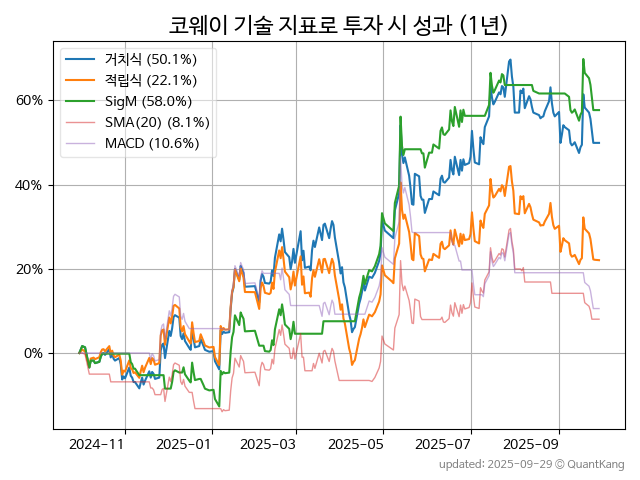 코웨이 기술 지표로 투자 시 성과 (1년)
거치식 (50.1%)
적립식 (22.1%)
SigM (58.0%)
SMA(20) (8.1%)
MACD (10.6%)
60%
40%
20%
0%
2024-11 2025-01 2025-03 2025-05 2025-07 2025-09
updated: 2025-09-29 © QuantKang